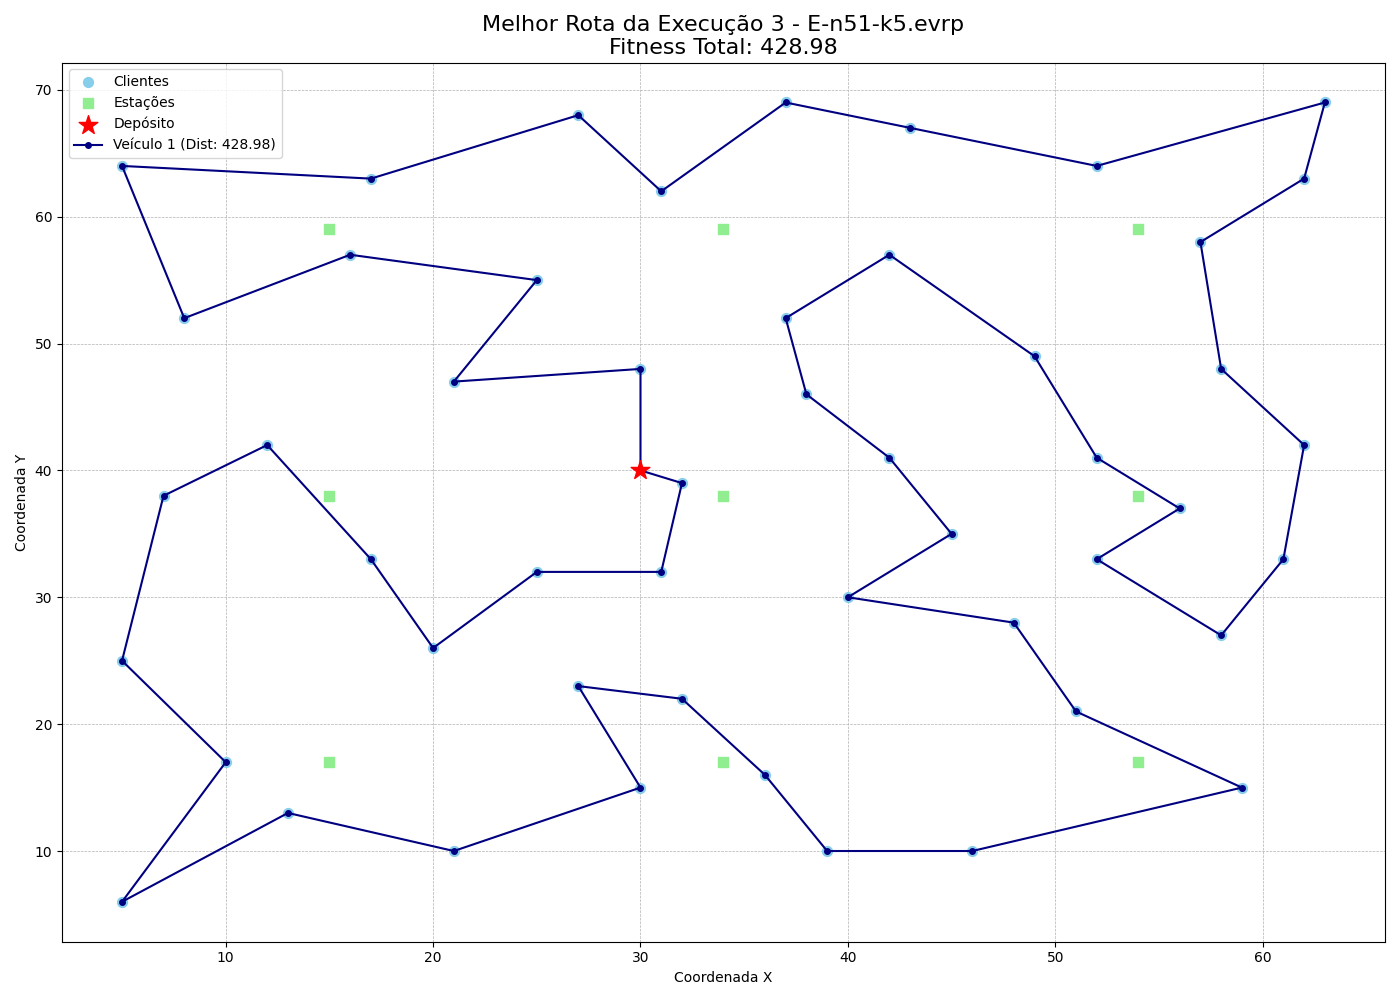 Melhor Rota da Execução 3 - E-n51-k5.evrp
Fitness Total: 428.98
Clientes
Estações
Depósito
Veículo 1 (Dist: 428.98)
70
60
50
40
30
20
10
Coordenada Y
10 20 30 40 50 60
Coordenada X